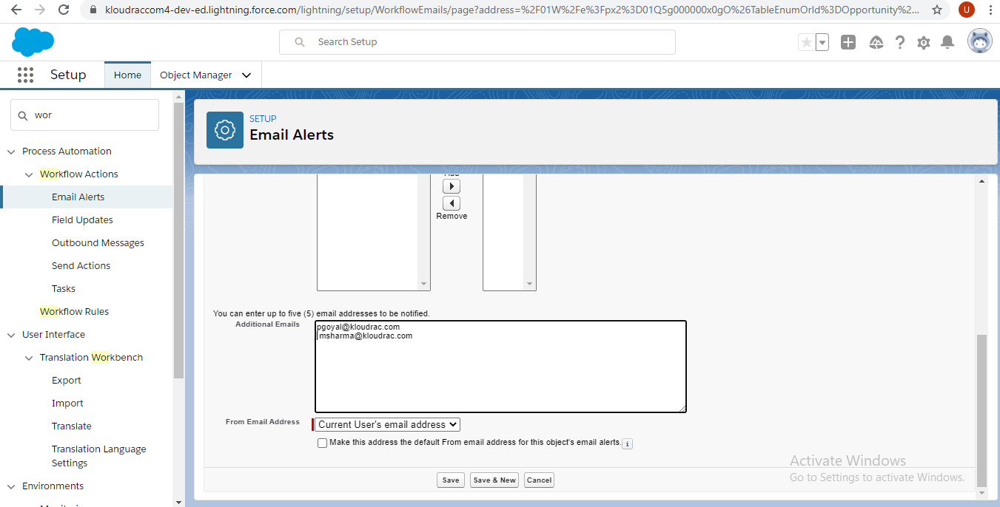 kloudraccom4-dev-ed.lightning.force.com/lightning/setup/WorkflowEmails/page?address=%2F01W%2Fe%3Fpx2%3D01Q5g000000x0gO%26TableEnumOrId%3DOpportunity%2...
U
Search Setup
Setup
Home
Object Manager
wor
Process Automation
Workflow Actions
Email Alerts
Field Updates
Outbound Messages
Send Actions
Tasks
Workflow Rules
User Interface
Translation Workbench
Export
Import
Translate
Translation Language
Settings
Environments
SETUP
Email Alerts
Add
Remove
You can enter up to five (5) email addresses to be notified.
Additional Emails
pgoyal@kloudrac.com
msharma@kloudrac.com
From Email Address
Current User's email address
Make this address the default From email address for this object's email alerts.
i
Save
Save & New
Cancel
Activate Windows
Go to Settings to activate Windows.